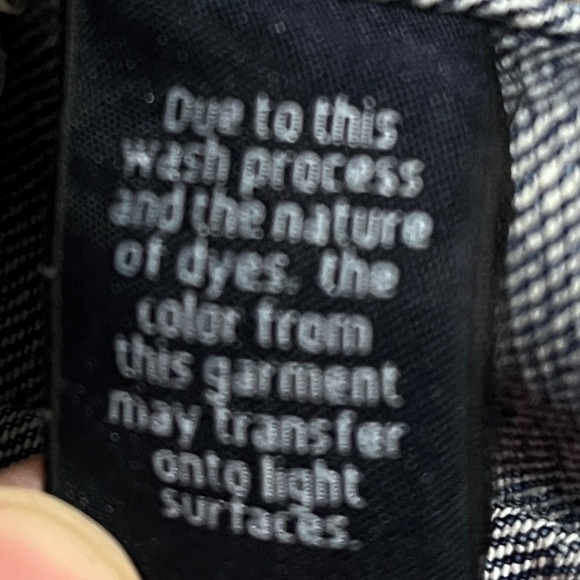 Due to this
wash process
and the nature
of dyes. the
color from
this garment
may transfer
onto light
surfaces.